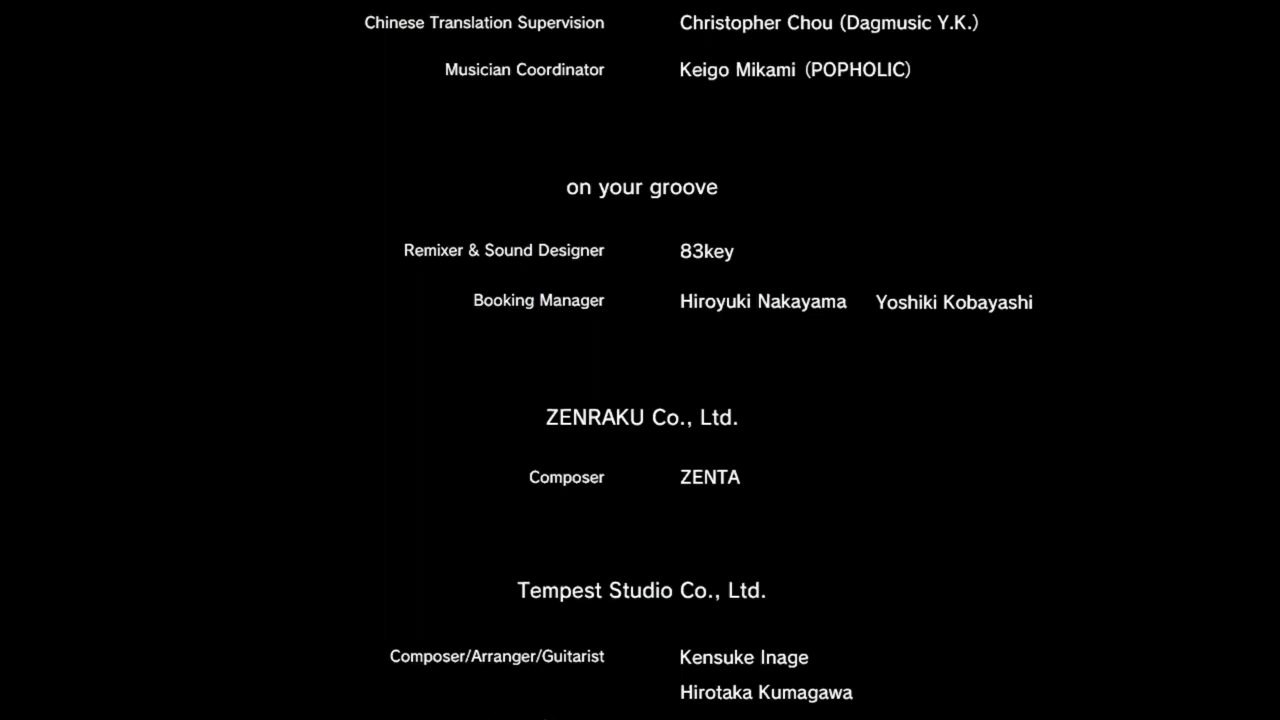 Chinese Translation Supervision Christopher Chou (Dagmusic Y.K.)
Musician Coordinator Keigo Mikami (POPHOLIC)
on your groove
Remixer & Sound Designer 83key
Booking Manager Hiroyuki Nakayama Yoshiki Kobayashi
ZENRAKU Co., Ltd.
Composer ZENTA
Tempest Studio Co., Ltd.
Composer/Arranger/Guitarist Kensuke Inage
Hirotaka Kumagawa